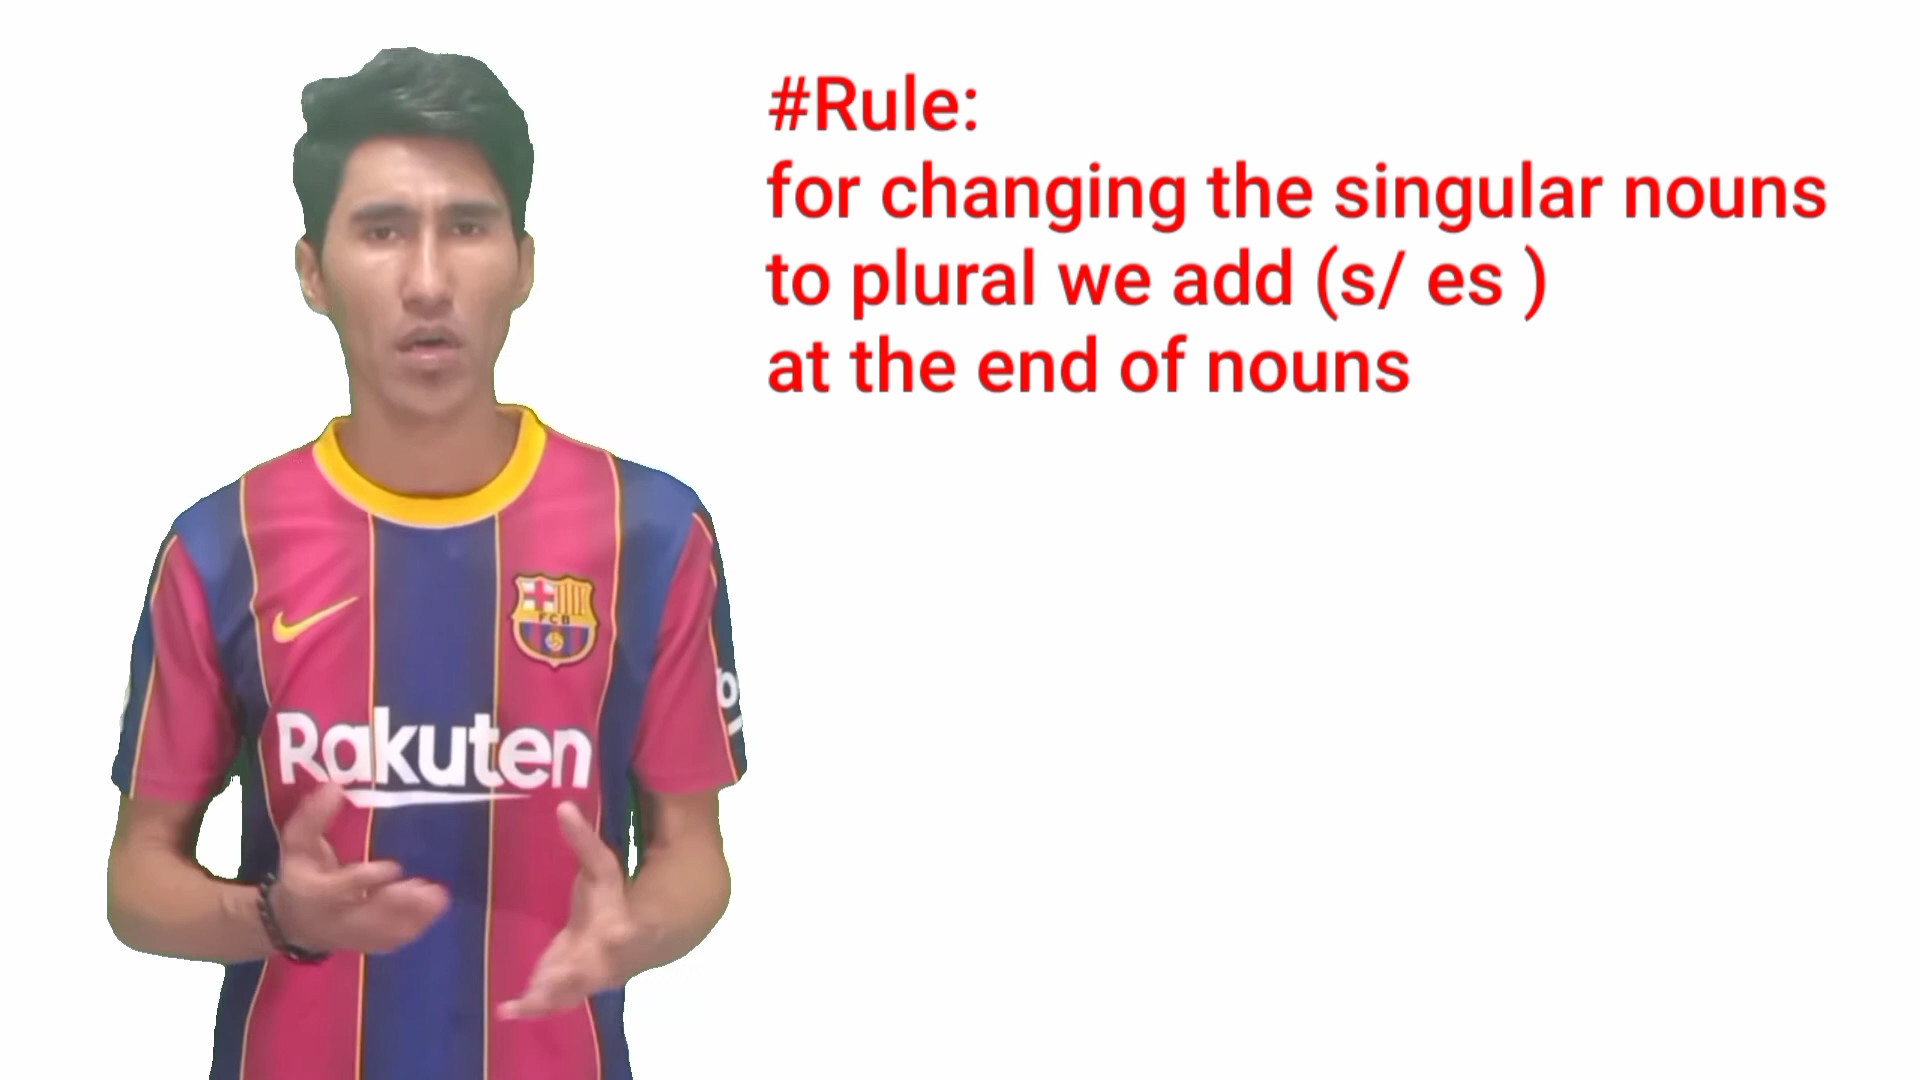 #Rule:
for changing the singular nouns
to plural we add (s/ es )
at the end of nouns
FCB
Rakuten